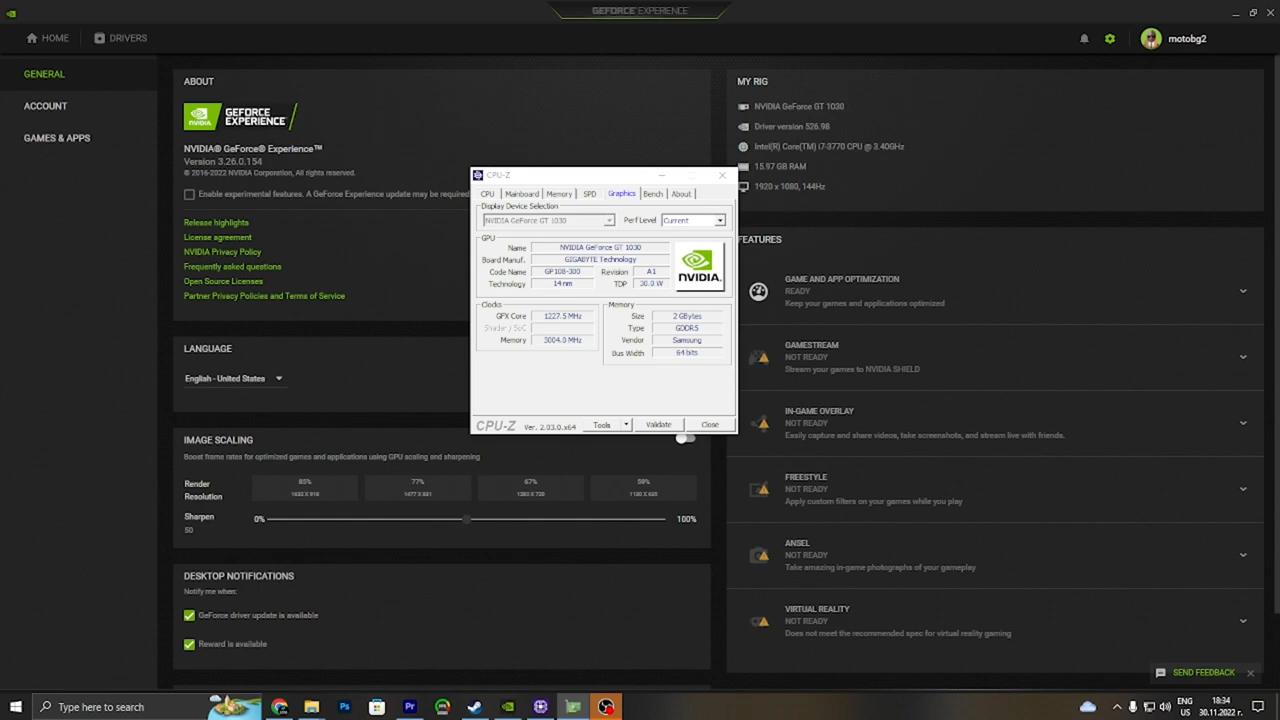 GEFORCE EXPERIENCE
HOME
DRIVERS
motobg2
GENERAL
ACCOUNT
GAMES & APPS
ABOUT
GEFORCE
EXPERIENCE
NVIDIA
NVIDIA® GeForce® Experience™
Version 3.26.0.154
© 2016-2022 NVIDIA Corporation, All rights reserved.
Enable experimental features. A GeForce Experience update may be required
Release highlights
License agreement
NVIDIA Privacy Policy
Frequently asked questions
Open Source Licenses
Partner Privacy Policies and Terms of Service
LANGUAGE
English - United States
IMAGE SCALING
Boost frame rates for optimized games and applications using GPU scaling and sharpening
Render
Resolution
85%
77%
67%
59%
1477 X 831
1280 X 720
Sharpen
50
0%
100%
DESKTOP NOTIFICATIONS
Notify me when:
GeForce driver update is available
Reward is available
CPU-Z
CPU Mainboard Memory SPD Graphics Bench About
Display Device Selection
NVIDIA GeForce GT 1030
Perf Level Current
GPU
Name NVIDIA GeForce GT 1030
Board Manuf. GIGABYTE Technology
Code Name GP108-300 Revision A1
Technology 14 nm TDP 30.0 W
NVIDIA.
Clocks
GFX Core 1227.5 MHz
Shader / SoC
Memory 3004.0 MHz
Memory
Size 2 GBytes
Type GDDR5
Vendor Samsung
Bus Width 64 bits
CPU-Z Ver. 2.03.0.x64 Tools Validate Close
MY RIG
NVIDIA GeForce GT 1030
Driver version 526.98
Intel(R) Core(TM) i7-3770 CPU @ 3.40GHz
15.97 GB RAM
1920 x 1080, 144Hz
FEATURES
GAME AND APP OPTIMIZATION
READY
Keep your games and applications optimized
GAMESTREAM
NOT READY
Stream your games to NVIDIA SHIELD
IN-GAME OVERLAY
NOT READY
Easily capture and share videos, take screenshots, and stream live with friends.
FREESTYLE
NOT READY
Apply custom filters on your games while you play
ANSEL
NOT READY
Take amazing in-game photographs of your gameplay
VIRTUAL REALITY
NOT READY
Does not meet the recommended spec for virtual reality gaming
SEND FEEDBACK
Type here to search
Ps
Pr
ENG
US
18:34
30.11.2022 г.